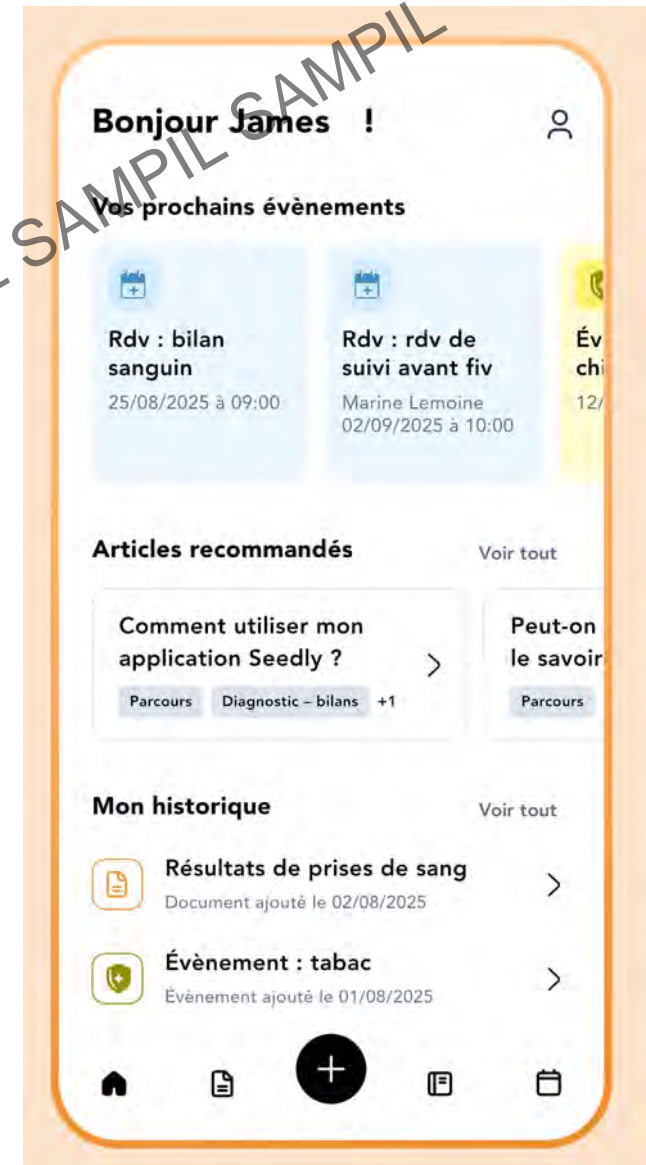 SAMPIL SAMPIL
Bonjour James !
Vos prochains évènements
Rdv : bilan
sanguin
25/08/2025 à 09:00
Rdv : rdv de
suivi avant fiv
Marine Lemoine
02/09/2025 à 10:00
Év
chi
12/
Articles recommandés
Voir tout
Comment utiliser mon
application Seedly ?
Parcours
Diagnostic – bilans
+1
Peut-on
le savoir
Parcours
Mon historique
Voir tout
Résultats de prises de sang
Document ajouté le 02/08/2025
Évènement : tabac
Évènement ajouté le 01/08/2025